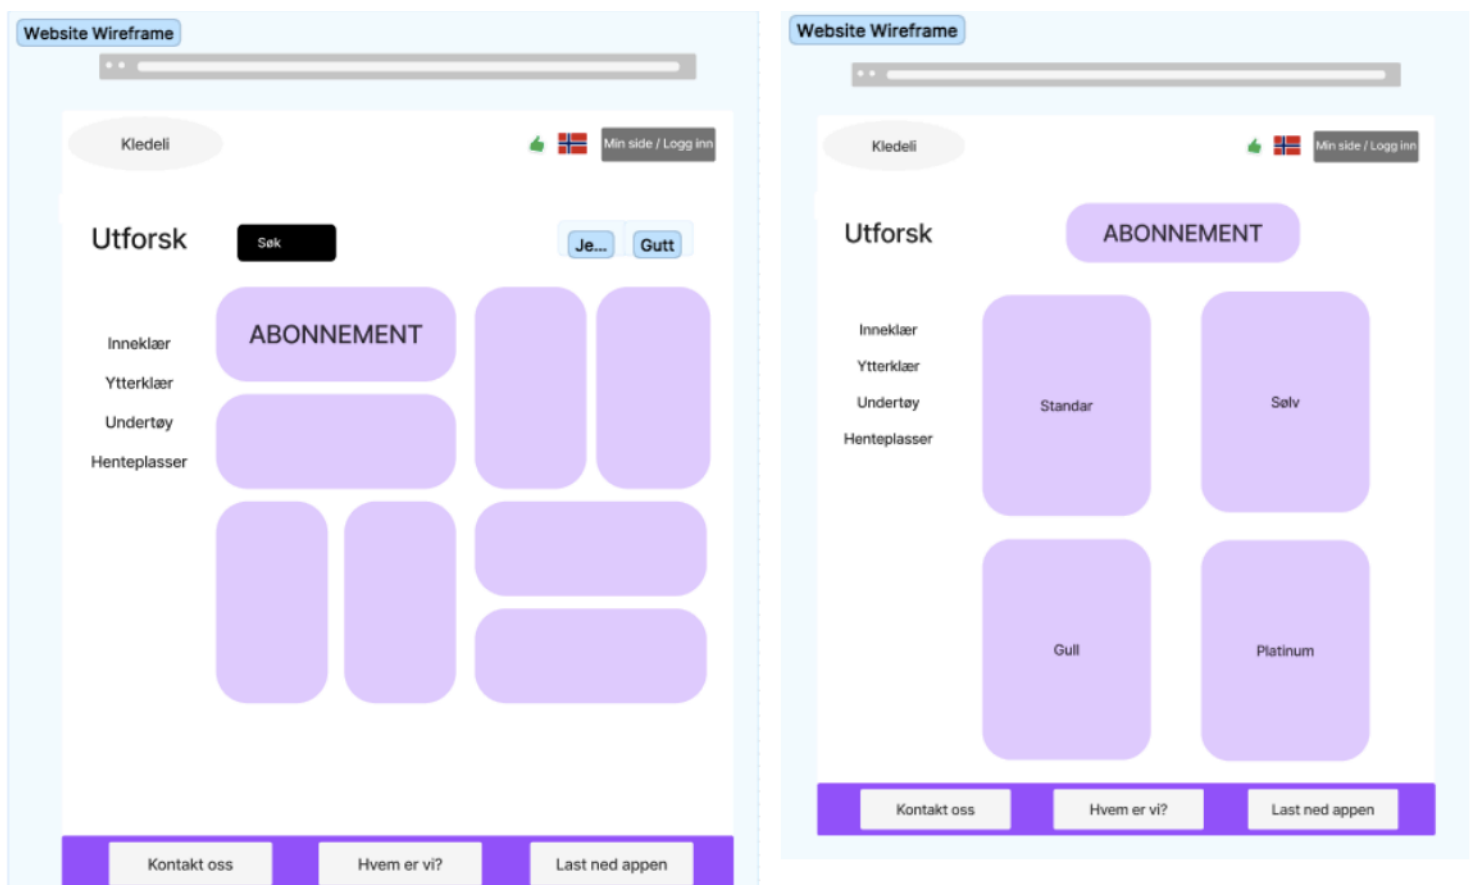 Website Wireframe
Kledeli
Min side / Logg inn
Utforsk
Søk
Je...
Gutt
ABONNEMENT
Inneklær
Ytterklær
Undertøy
Henteplasser
Kontakt oss
Hvem er vi?
Last ned appen
Website Wireframe
Kledeli
Min side / Logg inn
Utforsk
ABONNEMENT
Inneklær
Ytterklær
Undertøy
Henteplasser
Standar
Sølv
Gull
Platinum
Kontakt oss
Hvem er vi?
Last ned appen